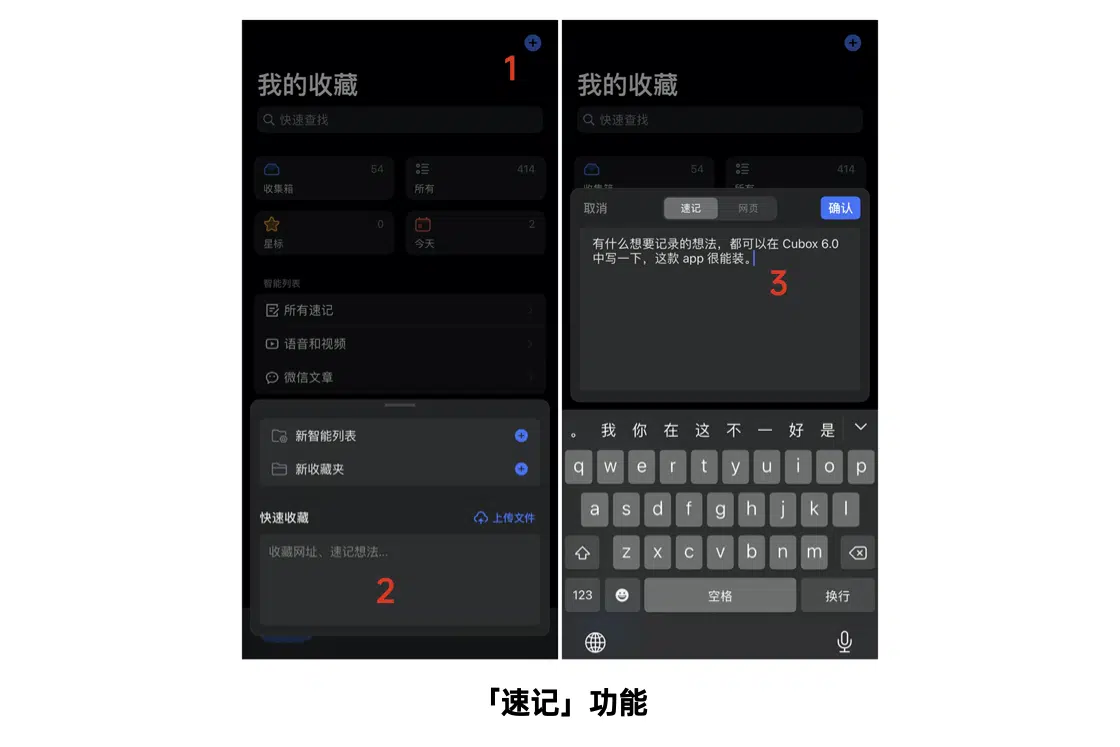 1
我的收藏
快速查找
收集箱 54
所有 414
星标 0
今天 2
智能列表
所有速记
语音和视频
微信文章
新智能列表
新收藏夹
快速收藏 上传文件
收藏网址、速记想法...
2
我的收藏
快速查找
收集箱 54
所有 414
取消 速记 网页 确认
有什么想要记录的想法，都可以在 Cubox 6.0
中写一下，这款 app 很能装。
3
。 我 你 在 这 不 一 好 是
q w e r t y u i o p
a s d f g h j k l
z x c v b n m
123 空格 换行
「速记」功能